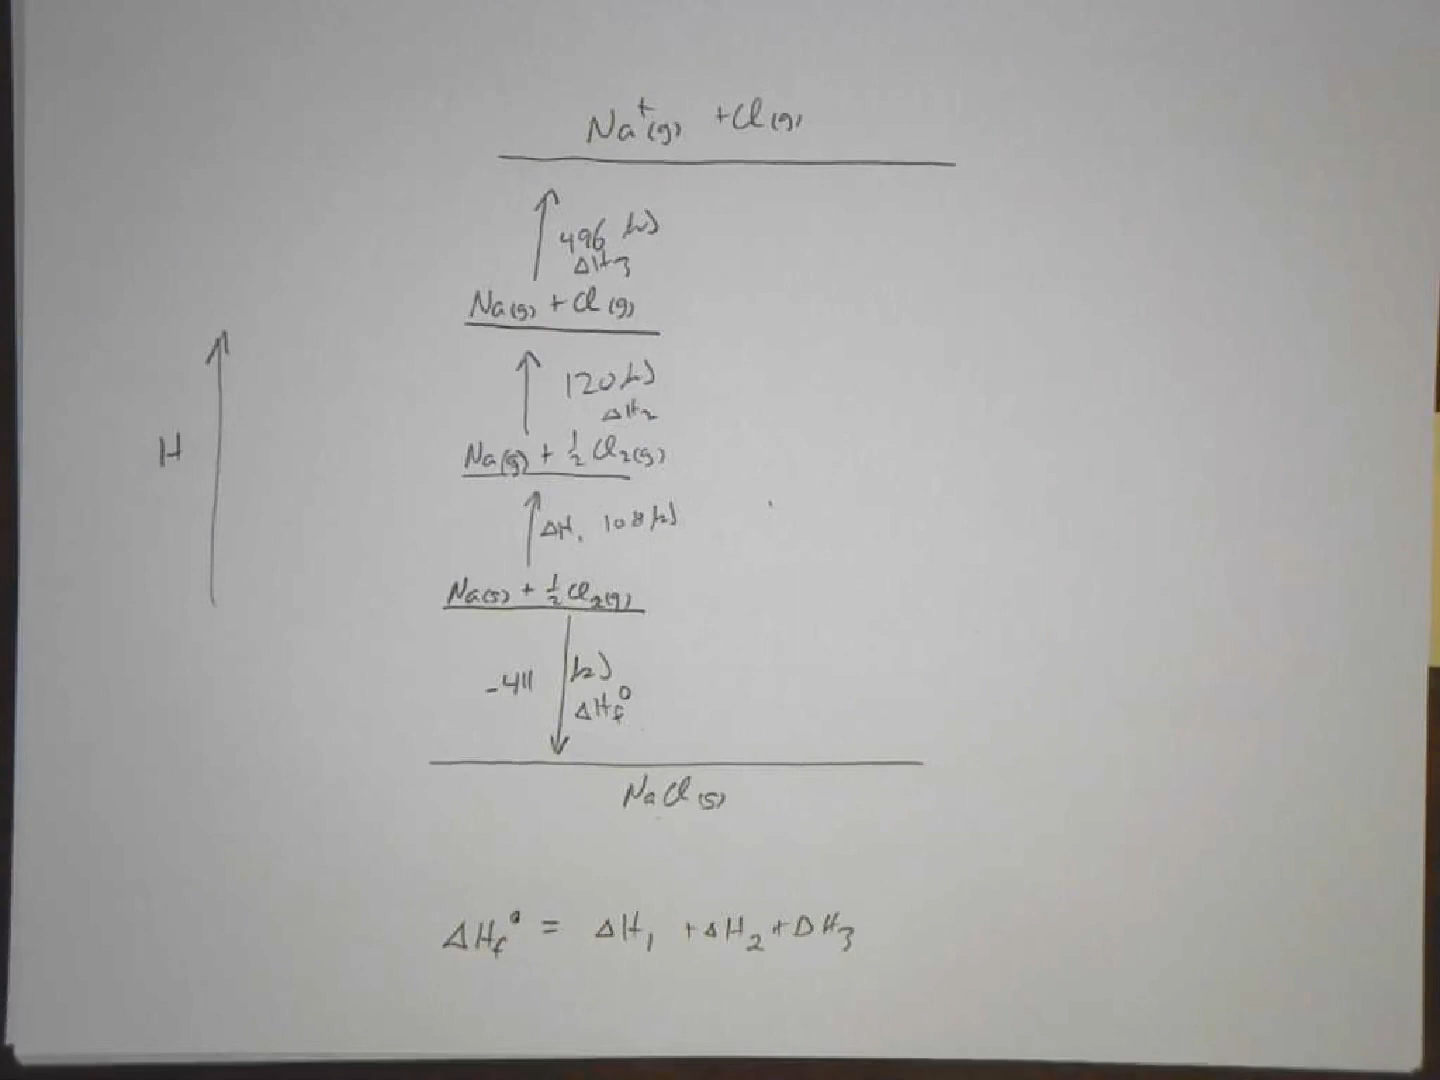 Na⁺(g) + Cl(g)
496 kJ
ΔH₃
Na(g) + Cl(g)
120 kJ
ΔH₂
H
Na(g) + ½ Cl₂(g)
ΔH₁ 108 kJ
Na(s) + ½ Cl₂(g)
-411 kJ
ΔHf°
NaCl(s)
ΔHf° = ΔH₁ + ΔH₂ + ΔH₃